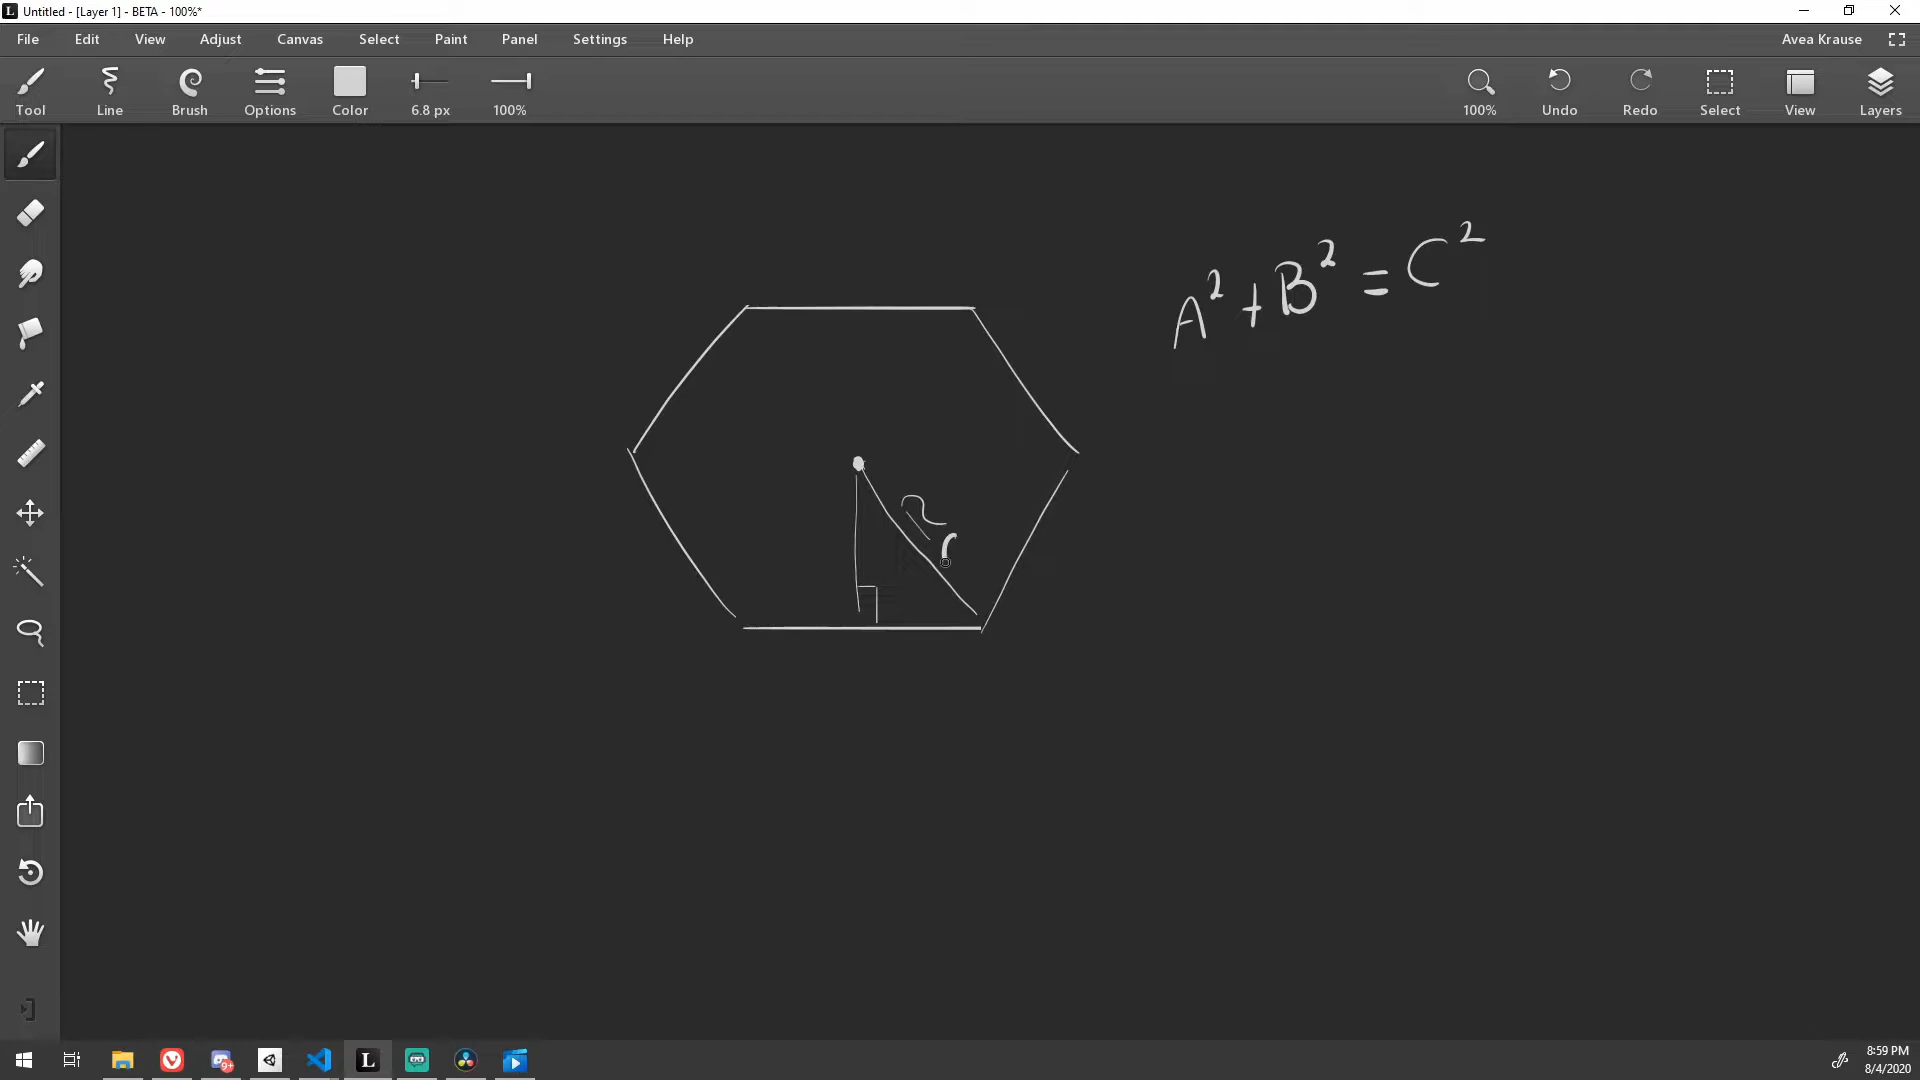 Untitled - [Layer 1] - BETA - 100%*
File Edit View Adjust Canvas Select Paint Panel Settings Help Avea Krause
Tool Line Brush Options Color 6.8 px 100% 100% Undo Redo Select View Layers
A² + B² = C²
r
9+
8:59 PM
8/4/2020